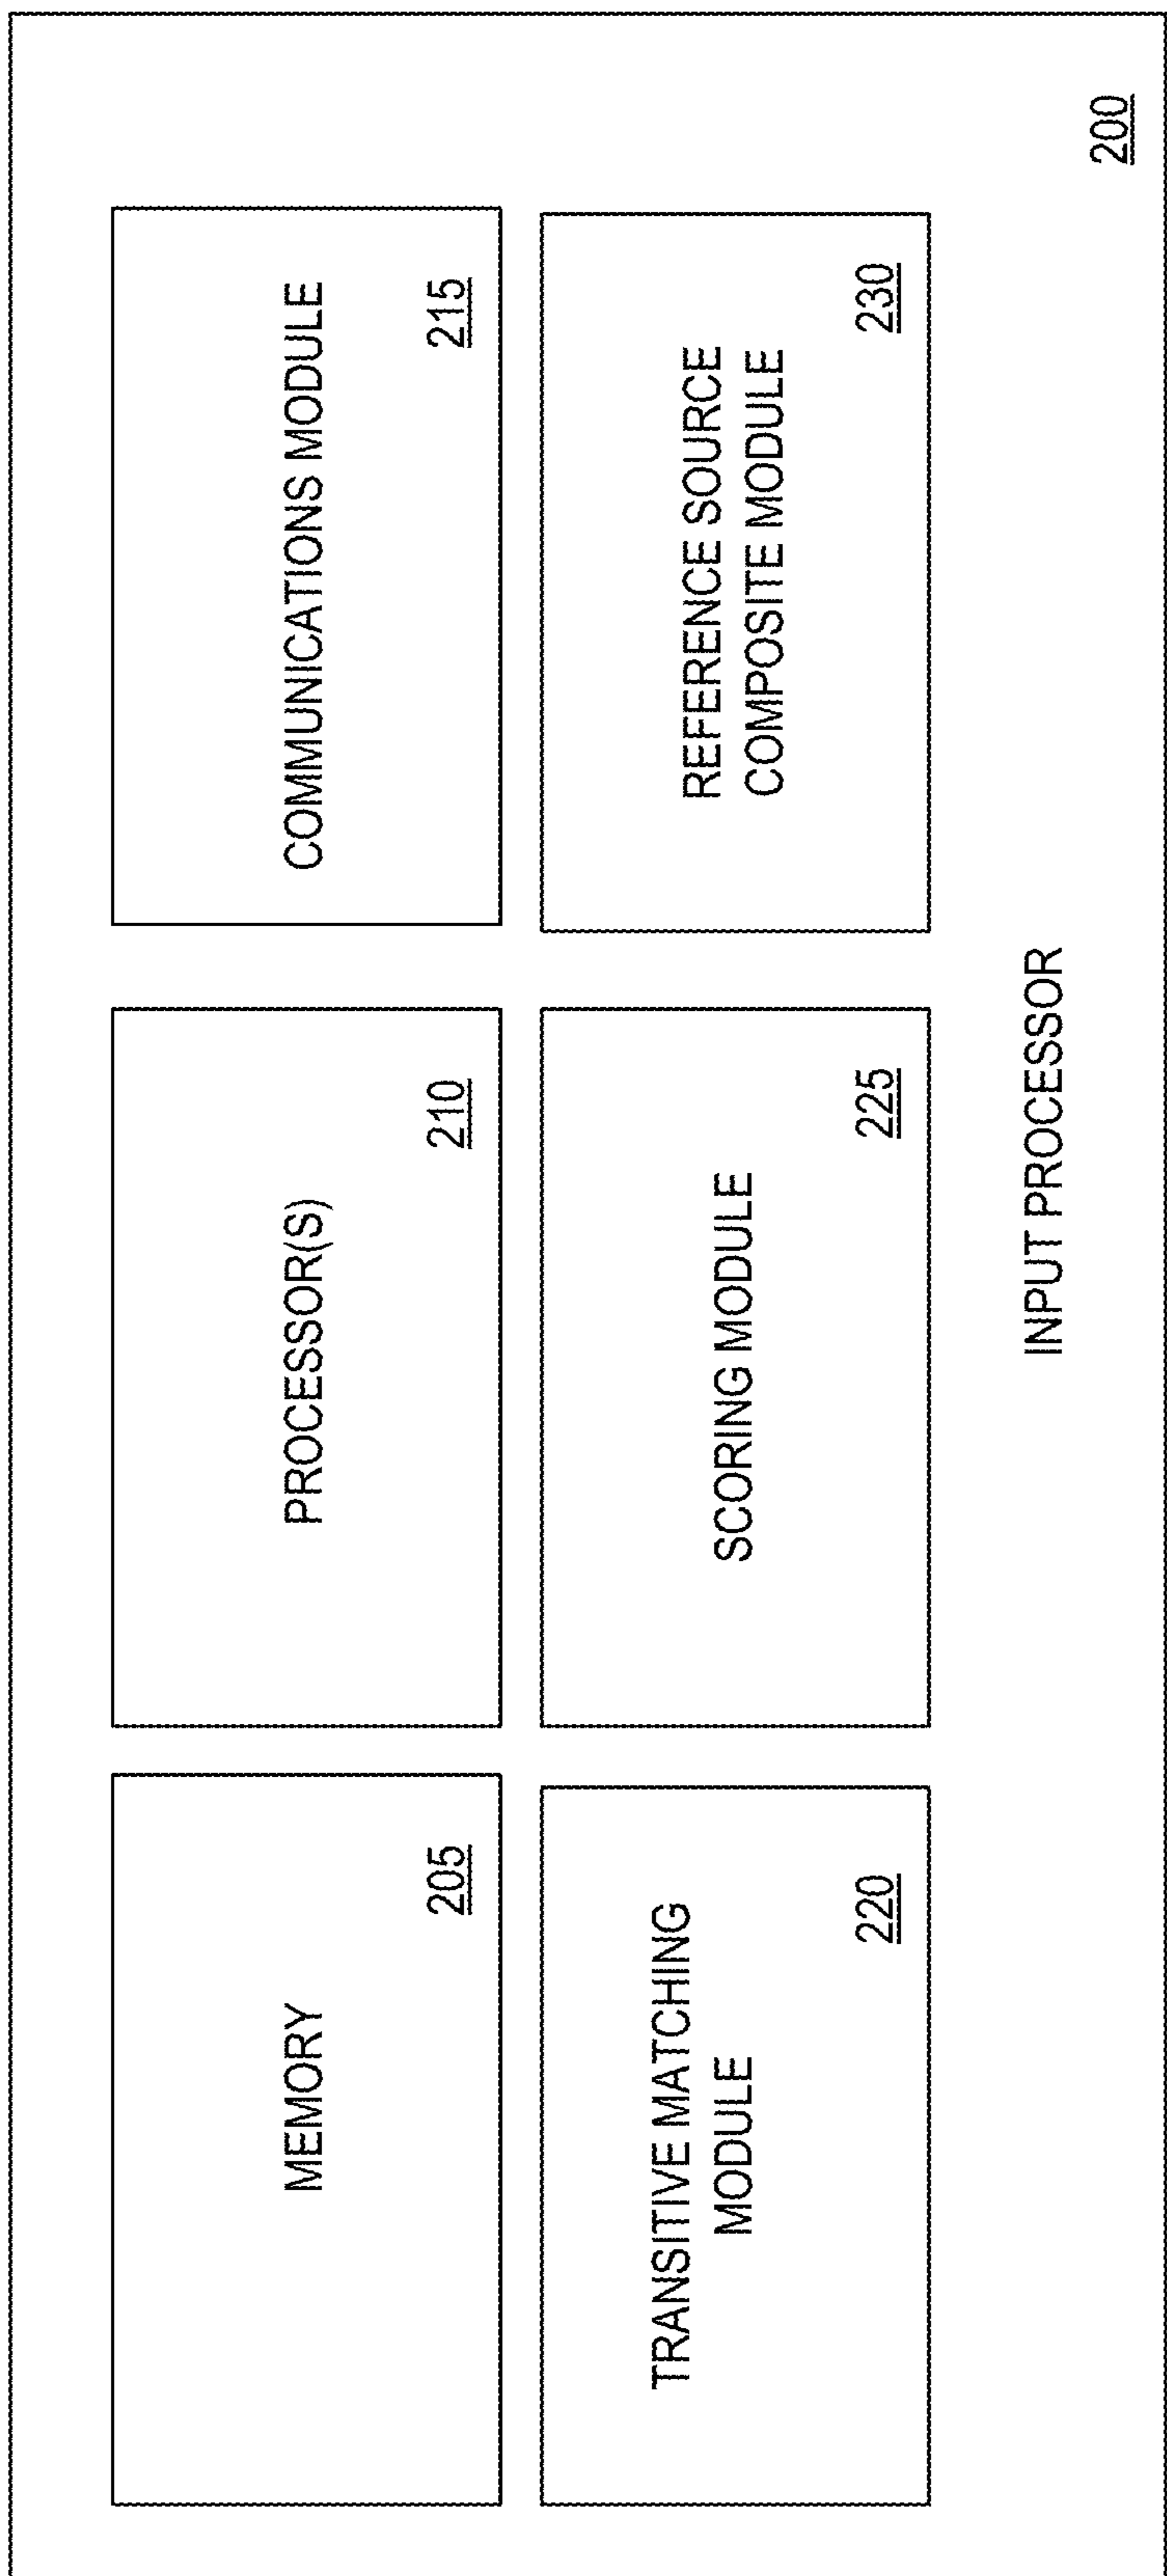 MEMORY
205
PROCESSOR(S)
210
COMMUNICATIONS MODULE
215
TRANSITIVE MATCHING
MODULE
220
SCORING MODULE
225
REFERENCE SOURCE
COMPOSITE MODULE
230
INPUT PROCESSOR
200